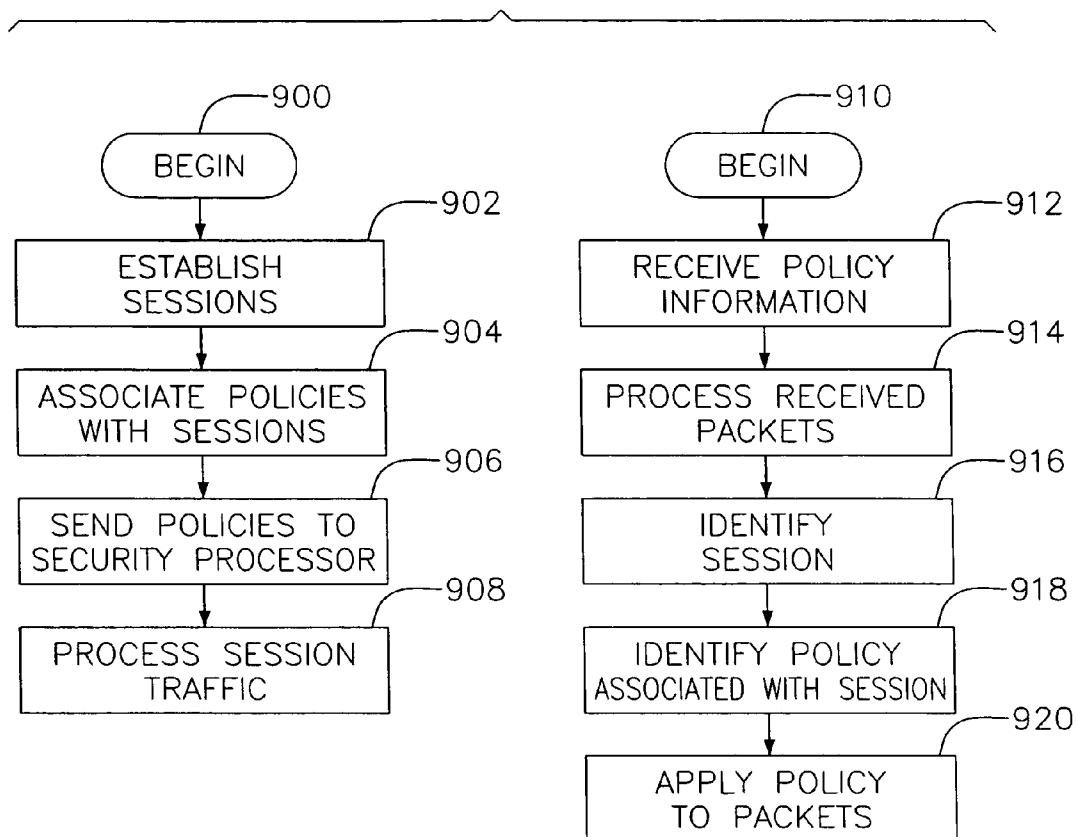 900
BEGIN
902
ESTABLISH
SESSIONS
904
ASSOCIATE POLICIES
WITH SESSIONS
906
SEND POLICIES TO
SECURITY PROCESSOR
908
PROCESS SESSION
TRAFFIC
910
BEGIN
912
RECEIVE POLICY
INFORMATION
914
PROCESS RECEIVED
PACKETS
916
IDENTIFY
SESSION
918
IDENTIFY POLICY
ASSOCIATED WITH SESSION
920
APPLY POLICY
TO PACKETS